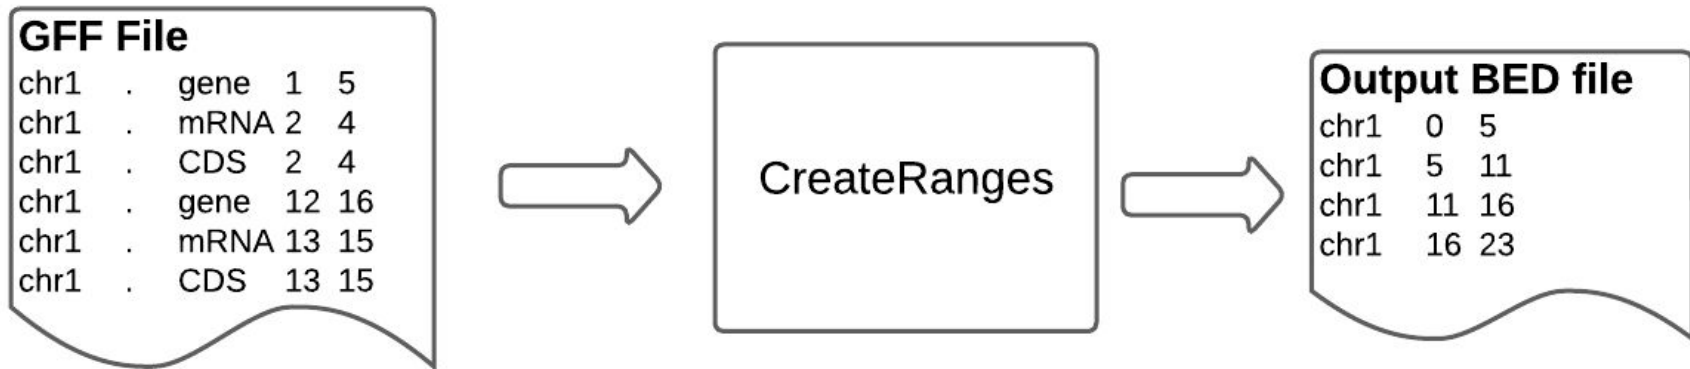 GFF File
chr1 . gene 1 5
chr1 . mRNA 2 4
chr1 . CDS 2 4
chr1 . gene 12 16
chr1 . mRNA 13 15
chr1 . CDS 13 15
CreateRanges
Output BED file
chr1 0 5
chr1 5 11
chr1 11 16
chr1 16 23